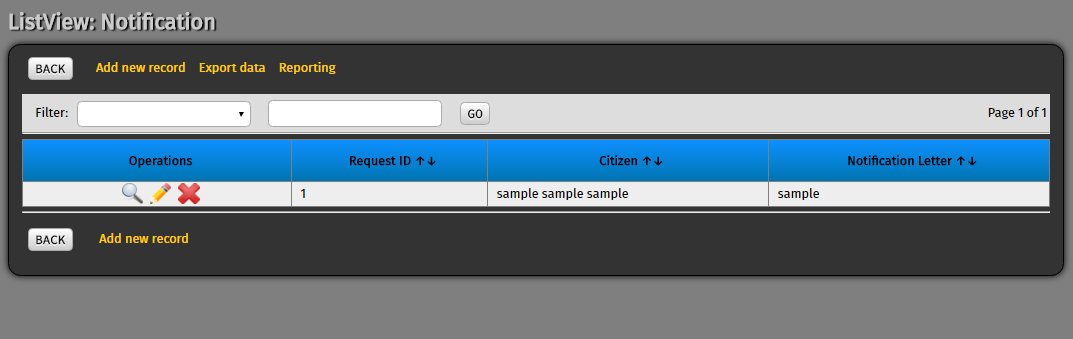 ListView: Notification
BACK Add new record Export data Reporting
Filter: GO Page 1 of 1
Operations Request ID ↑↓ Citizen ↑↓ Notification Letter ↑↓
1 sample sample sample sample
BACK Add new record